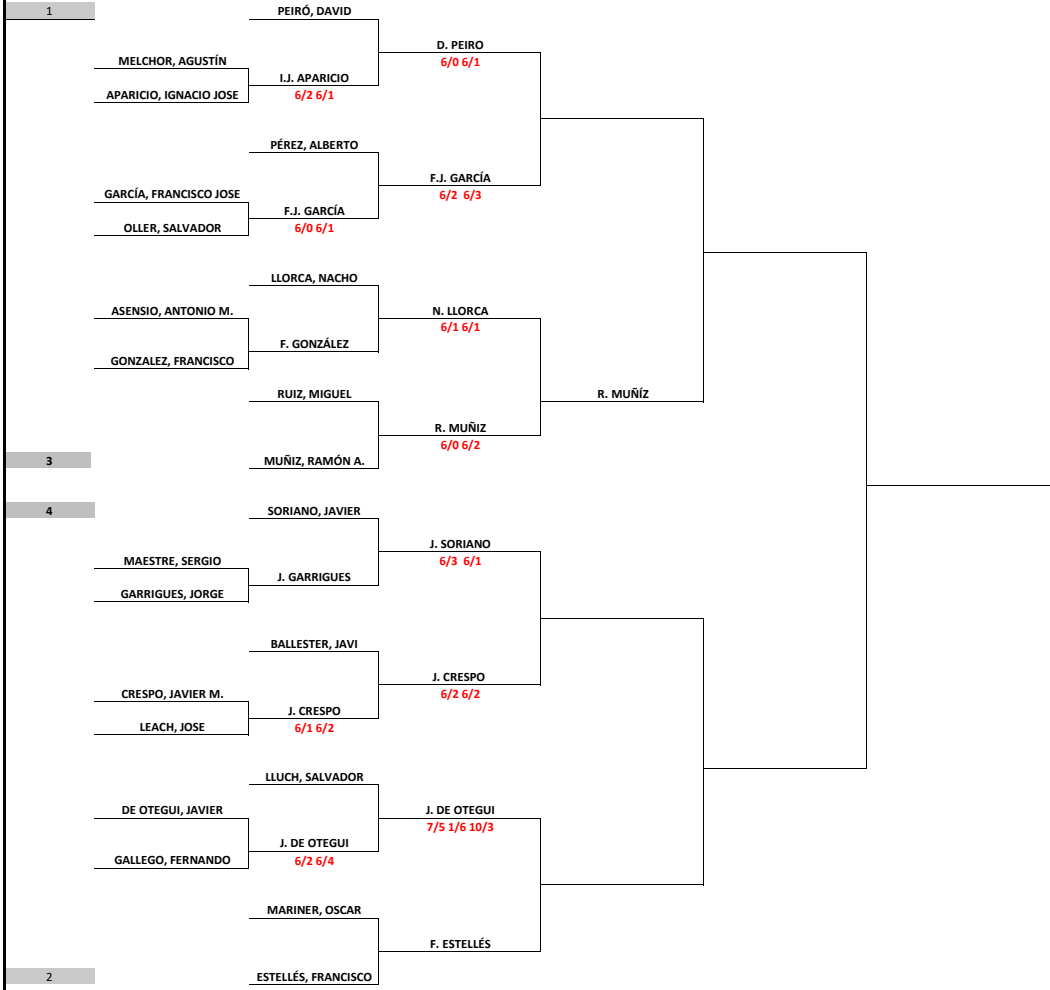 1
PEIRÓ, DAVID
D. PEIRO
6/0 6/1
MELCHOR, AGUSTÍN
I.J. APARICIO
6/2 6/1
APARICIO, IGNACIO JOSE
PÉREZ, ALBERTO
F.J. GARCÍA
6/2 6/3
GARCÍA, FRANCISCO JOSE
F.J. GARCÍA
6/0 6/1
OLLER, SALVADOR
LLORCA, NACHO
N. LLORCA
6/1 6/1
ASENSIO, ANTONIO M.
F. GONZÁLEZ
GONZALEZ, FRANCISCO
RUIZ, MIGUEL
R. MUÑÍZ
R. MUÑIZ
6/0 6/2
3
MUÑIZ, RAMÓN A.
4
SORIANO, JAVIER
J. SORIANO
6/3 6/1
MAESTRE, SERGIO
J. GARRIGUES
GARRIGUES, JORGE
BALLESTER, JAVI
J. CRESPO
6/2 6/2
CRESPO, JAVIER M.
J. CRESPO
6/1 6/2
LEACH, JOSE
LLUCH, SALVADOR
J. DE OTEGUI
7/5 1/6 10/3
DE OTEGUI, JAVIER
J. DE OTEGUI
6/2 6/4
GALLEGO, FERNANDO
MARINER, OSCAR
F. ESTELLÉS
2
ESTELLÉS, FRANCISCO